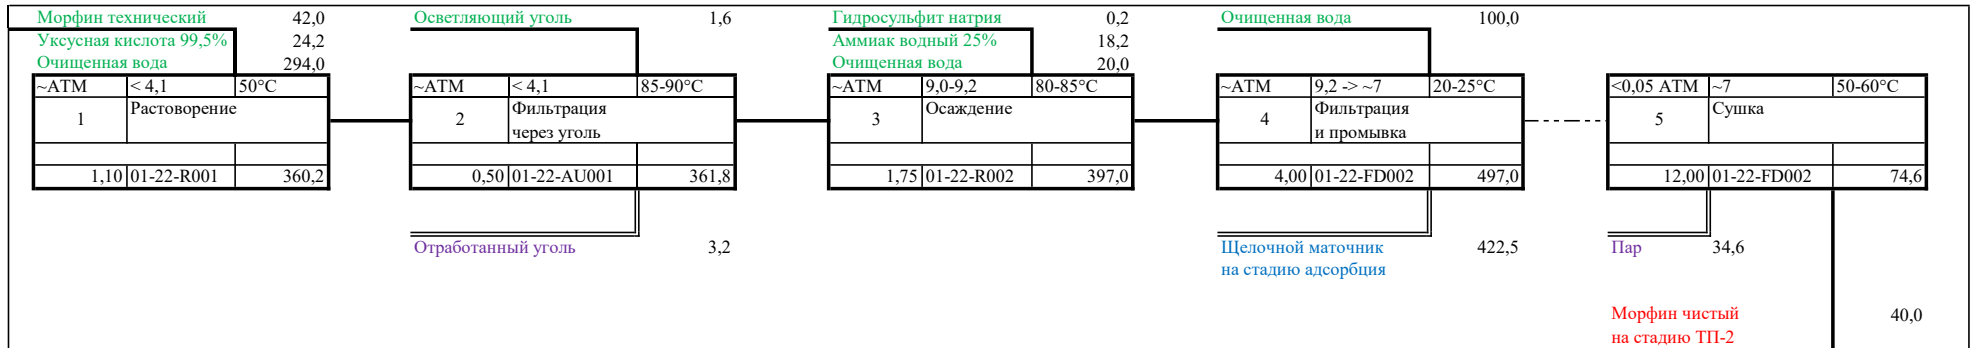 Морфин технический 42,0
Уксусная кислота 99,5% 24,2
Очищенная вода 294,0
~АТМ < 4,1 50°C
1 Растоворение
1,10 01-22-R001 360,2
Осветляющий уголь 1,6
~АТМ < 4,1 85-90°C
2 Фильтрация
через уголь
0,50 01-22-AU001 361,8
Отработанный уголь 3,2
Гидросульфит натрия 0,2
Аммиак водный 25% 18,2
Очищенная вода 20,0
~АТМ 9,0-9,2 80-85°C
3 Осаждение
1,75 01-22-R002 397,0
Очищенная вода 100,0
~АТМ 9,2 -> ~7 20-25°C
4 Фильтрация
и промывка
4,00 01-22-FD002 497,0
Щелочной маточник 422,5
на стадию адсорбция
<0,05 АТМ ~7 50-60°C
5 Сушка
12,00 01-22-FD002 74,6
Пар 34,6
Морфин чистый 40,0
на стадию ТП-2